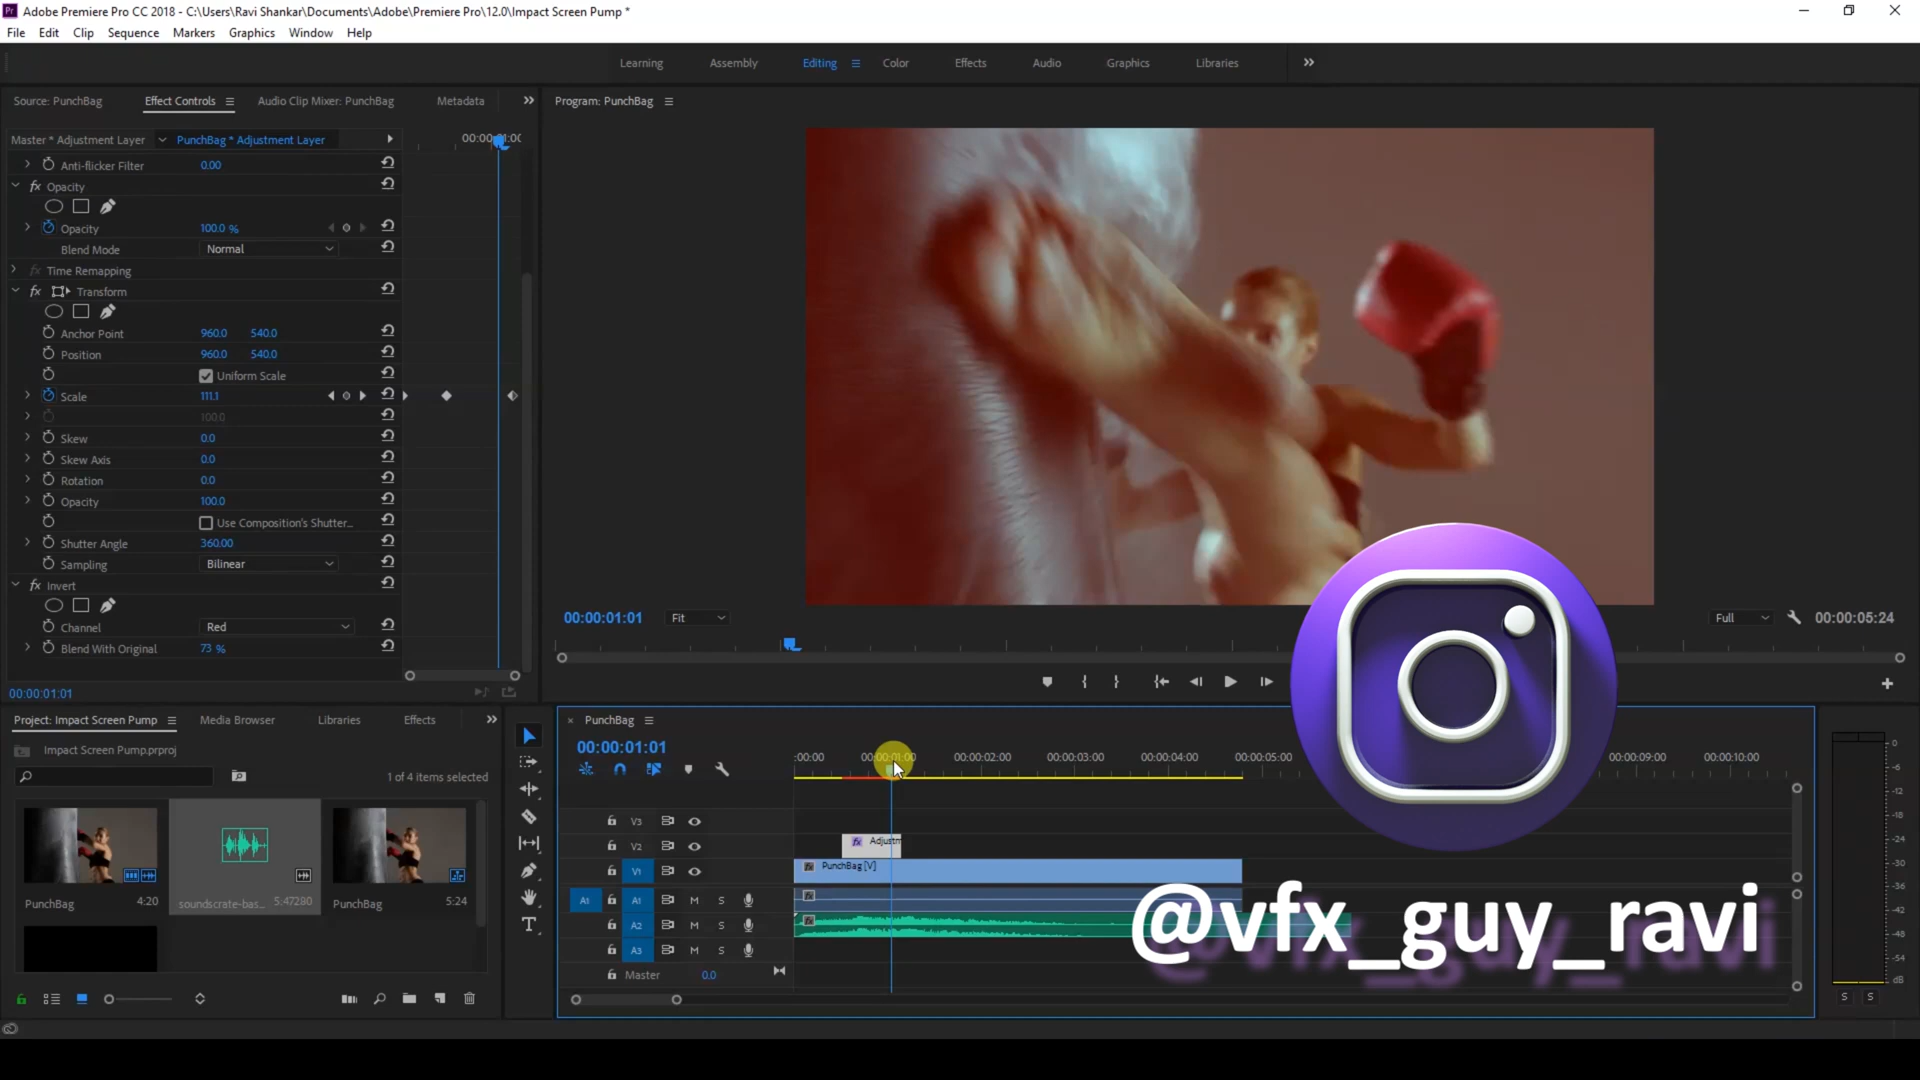 Adobe Premiere Pro CC 2018 - C:\Users\Ravi Shankar\Documents\Adobe\Premiere Pro\12.0\Impact Screen Pump *
File Edit Clip Sequence Markers Graphics Window Help
Learning Assembly Editing Color Effects Audio Graphics Libraries
Source: PunchBag Effect Controls Audio Clip Mixer: PunchBag Metadata
Program: PunchBag
Master * Adjustment Layer PunchBag * Adjustment Layer
Anti-flicker Filter 0.00
fx Opacity
Opacity 100.0 %
Blend Mode Normal
fx Time Remapping
fx Transform
Anchor Point 960.0 540.0
Position 960.0 540.0
Uniform Scale
Scale 111.1
100.0
Skew 0.0
Skew Axis 0.0
Rotation 0.0
Opacity 100.0
Use Composition's Shutter...
Shutter Angle 360.00
Sampling Bilinear
fx Invert
Channel Red
Blend With Original 73 %
00:00:01:01
00:00:01:01 Fit Full 00:00:05:24
Project: Impact Screen Pump Media Browser Libraries Effects
Impact Screen Pump.prproj
1 of 4 items selected
PunchBag 4:20
soundscrate-bas... 5:47280
PunchBag 5:24
PunchBag
00:00:01:01
:00:00 00:00:01:00 00:00:02:00 00:00:03:00 00:00:04:00 00:00:05:00 00:00:09:00 00:00:10:00
V3
V2 fx Adjustm
V1 fx PunchBag [V]
A1 A1 M S
A2 M S
A3 M S
Master 0.0
0
-6
-12
-18
-24
-30
-36
-42
-48
-54
dB
S S
@vfx_guy_ravi